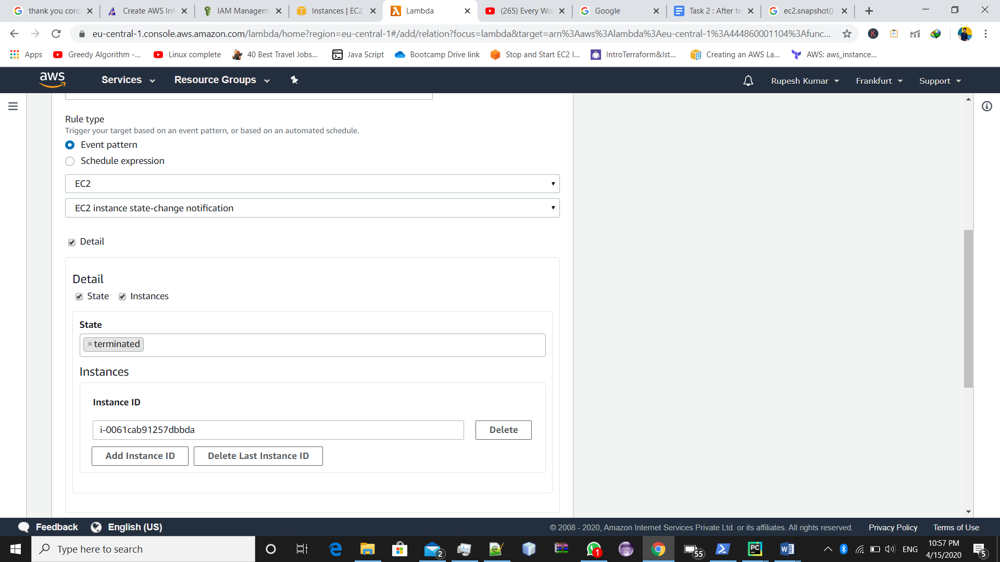 thank you coro
Create AWS Infr
IAM Manageme
Instances | EC2
Lambda
(265) Every Wo
Google
Task 2 : After te
ec2.snapshot()
eu-central-1.console.aws.amazon.com/lambda/home?region=eu-central-1#/add/relation?focus=lambda&target=arn%3Aaws%3Alambda%3Aeu-central-1%3A444860001104%3Afunc...
Apps
Greedy Algorithm -...
Linux complete
40 Best Travel Jobs...
Java Script
Bootcamp Drive link
Stop and Start EC2 I...
IntroTerraform&Ist...
Creating an AWS La...
AWS: aws_instance...
aws
Services
Resource Groups
Rupesh Kumar
Frankfurt
Support
Rule type
Trigger your target based on an event pattern, or based on an automated schedule.
Event pattern
Schedule expression
EC2
EC2 instance state-change notification
Detail
Detail
State
Instances
State
× terminated
Instances
Instance ID
i-0061cab91257dbbda
Delete
Add Instance ID
Delete Last Instance ID
Feedback
English (US)
© 2008 - 2020, Amazon Internet Services Private Ltd. or its affiliates. All rights reserved.
Privacy Policy
Terms of Use
Type here to search
2
1
55
ENG
10:57 PM
4/15/2020
5